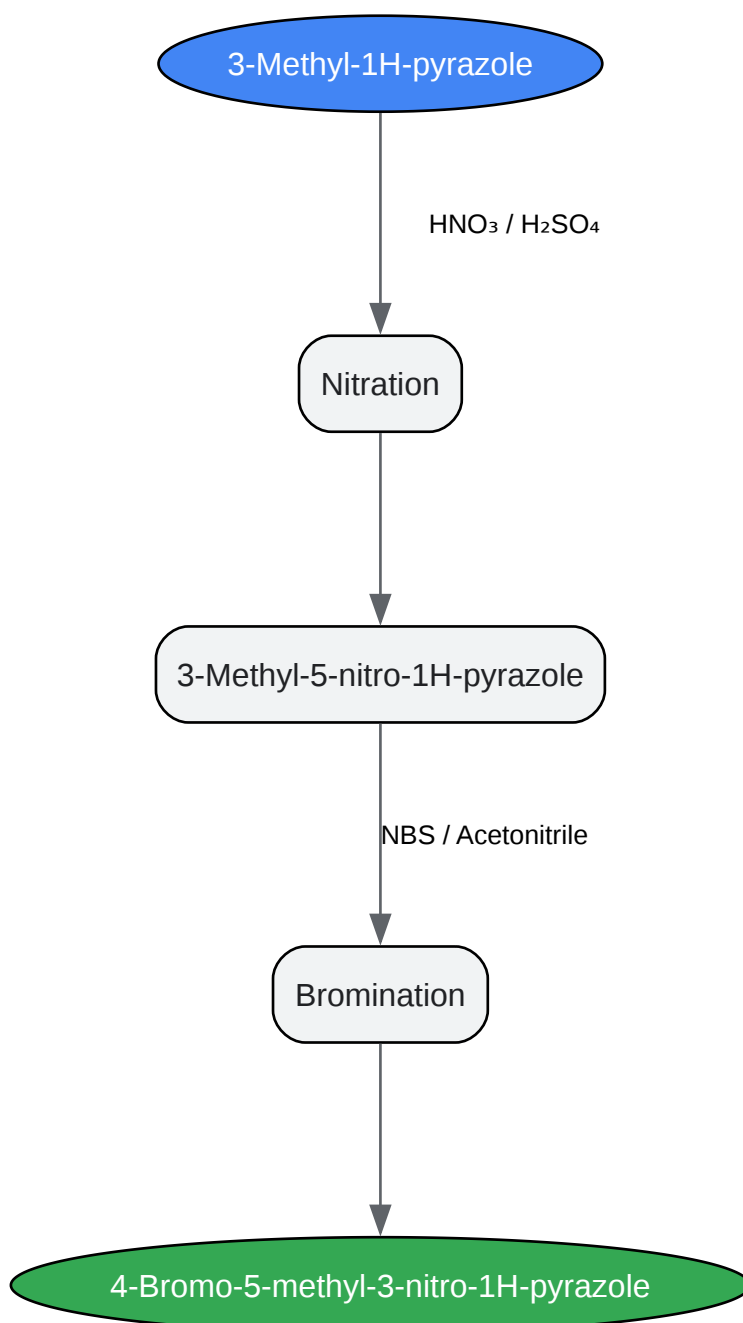 3-Methyl-1H-pyrazole
HNO₃ / H₂SO₄
Nitration
3-Methyl-5-nitro-1H-pyrazole
NBS / Acetonitrile
Bromination
4-Bromo-5-methyl-3-nitro-1H-pyrazole